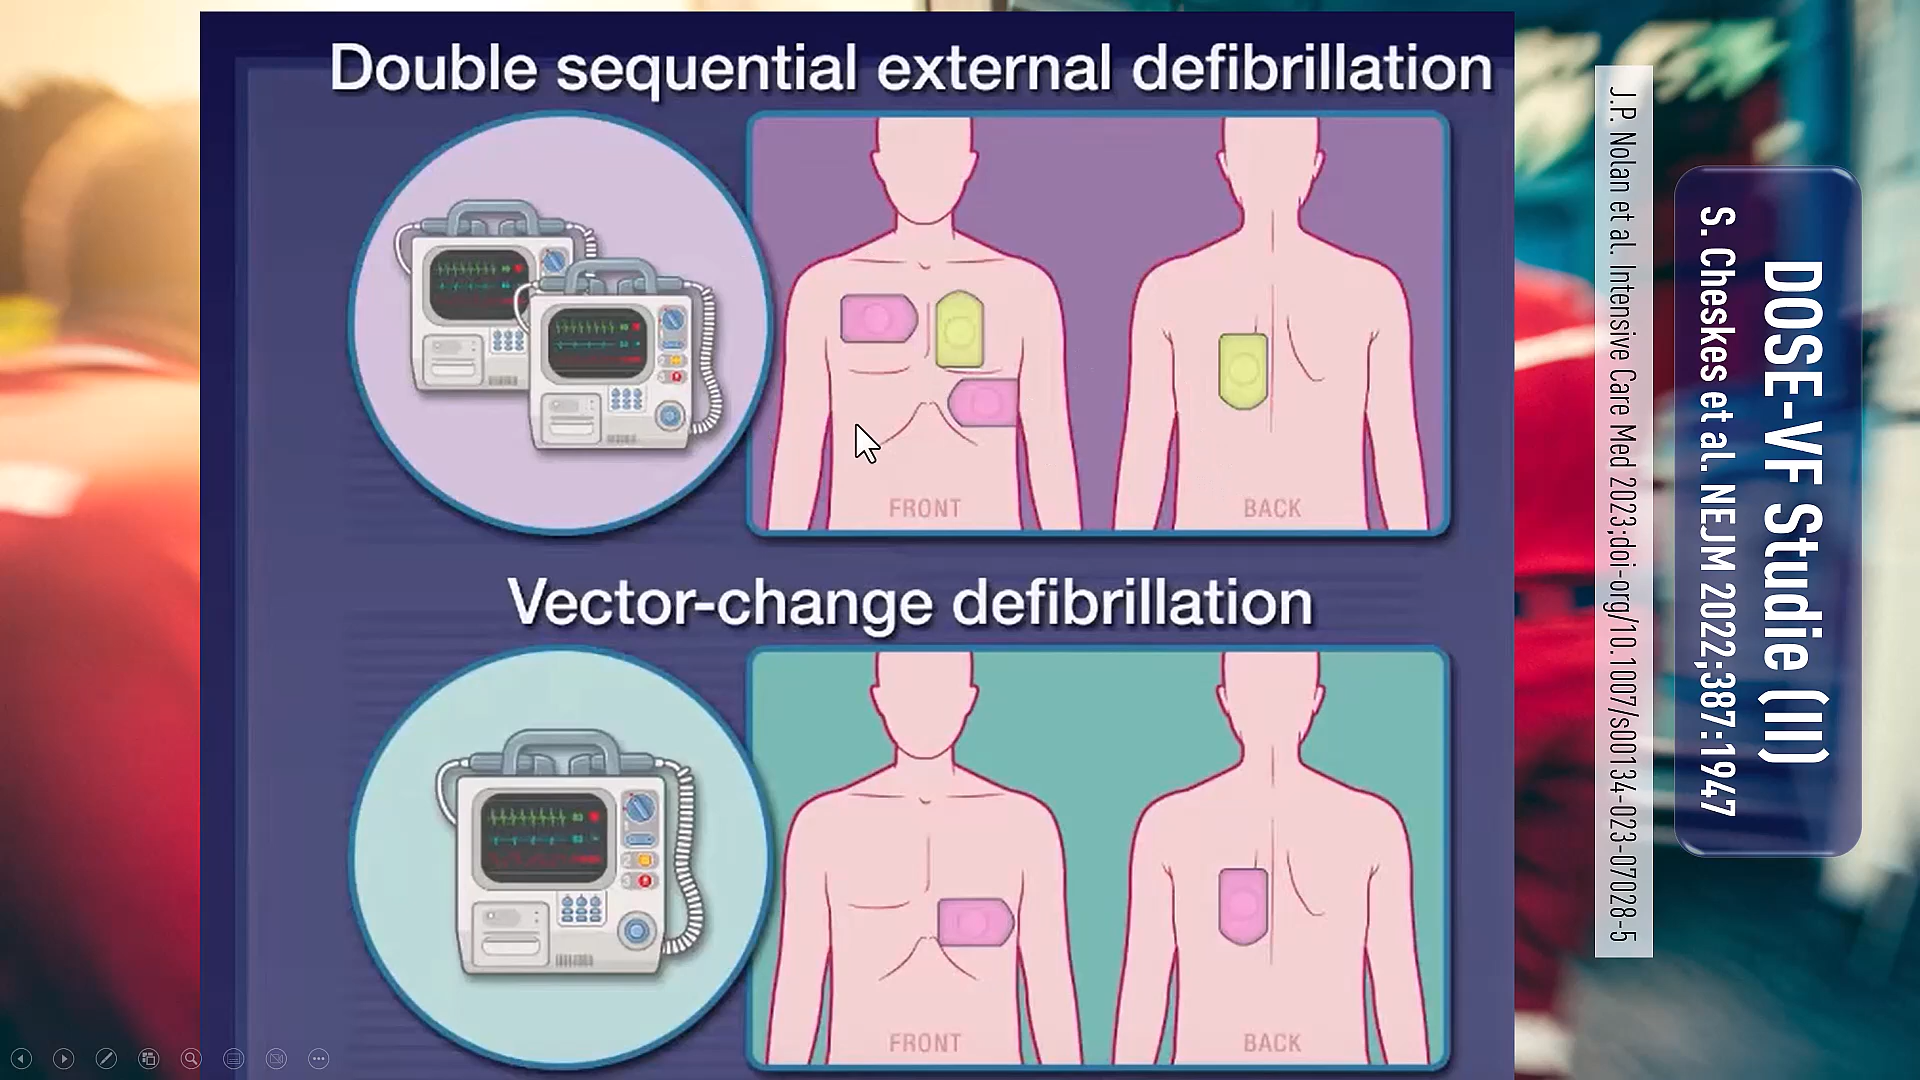 Double sequential external defibrillation
FRONT
BACK
Vector-change defibrillation
FRONT
BACK
DOSE-VF Studie (II)
S. Cheskes et al. NEJM 2022;387:1947
J.P. Nolan et al. Intensive Care Med 2023;doi-org/10.1007/s00134-023-07028-5